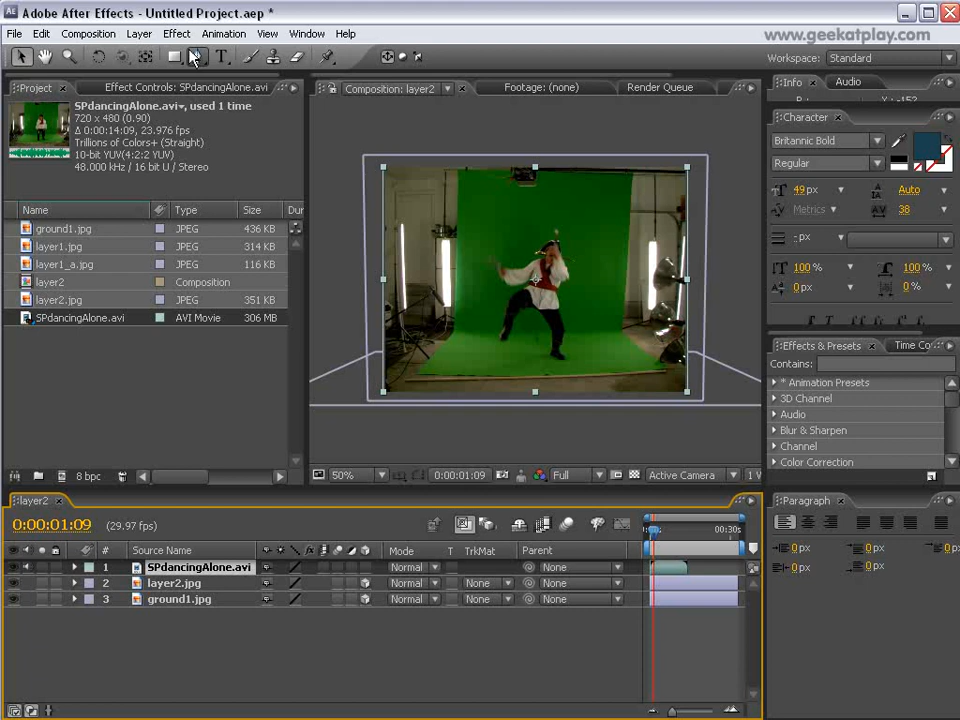 Adobe After Effects - Untitled Project.aep *
File Edit Composition Layer Effect Animation View Window Help
www.geekatplay.com
Workspace: Standard
Project
Effect Controls: SPdancingAlone.avi
Composition: layer2
Footage: (none)
Render Queue
Info
Audio
SPdancingAlone.avi, used 1 time
720 x 480 (0.90)
Δ 0:00:14:09, 23.976 fps
Trillions of Colors+ (Straight)
10-bit YUV(4:2:2 YUV)
48.000 kHz / 16 bit U / Stereo
Character
Britannic Bold
Regular
49 px
Auto
Metrics
38
- px
100 %
100 %
0 px
0 %
Name Type Size Dur
ground1.jpg JPEG 436 KB
layer1.jpg JPEG 314 KB
layer1_a.jpg JPEG 116 KB
layer2 Composition
layer2.jpg JPEG 351 KB
SPdancingAlone.avi AVI Movie 306 MB
Effects & Presets
Time Co
Contains:
* Animation Presets
3D Channel
Audio
Blur & Sharpen
Channel
Color Correction
8 bpc
50%
0:00:01:09
Full
Active Camera
1 V
layer2
0:00:01:09
(29.97 fps)
00:30s
# Source Name Mode T TrkMat Parent
1 SPdancingAlone.avi Normal None
2 layer2.jpg Normal None None
3 ground1.jpg Normal None None
Paragraph
0 px 0 px 0 p
0 px 0 px